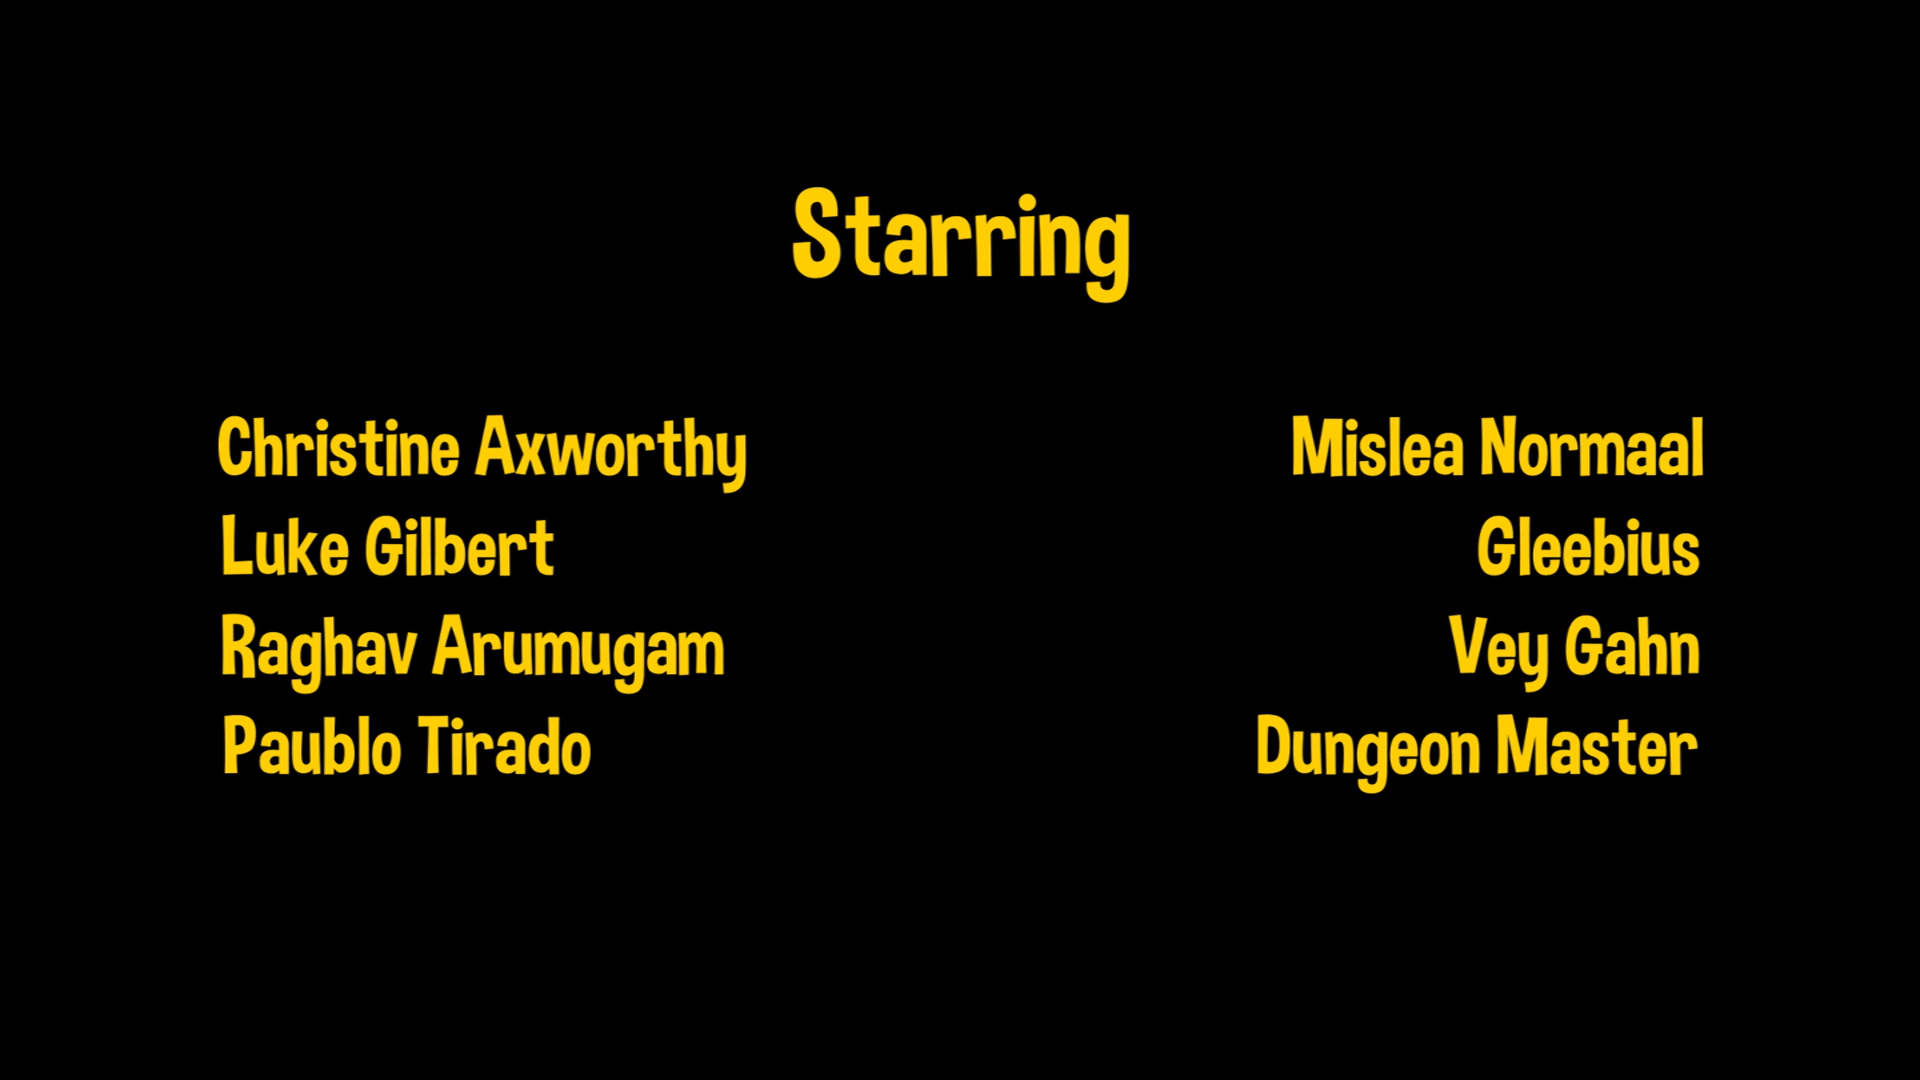 Starring
Christine Axworthy Mislea Normaal
Luke Gilbert Gleebius
Raghav Arumugam Vey Gahn
Paublo Tirado Dungeon Master